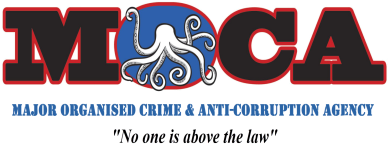 MOCA
MAJOR ORGANISED CRIME & ANTI-CORRUPTION AGENCY
"No one is above the law"